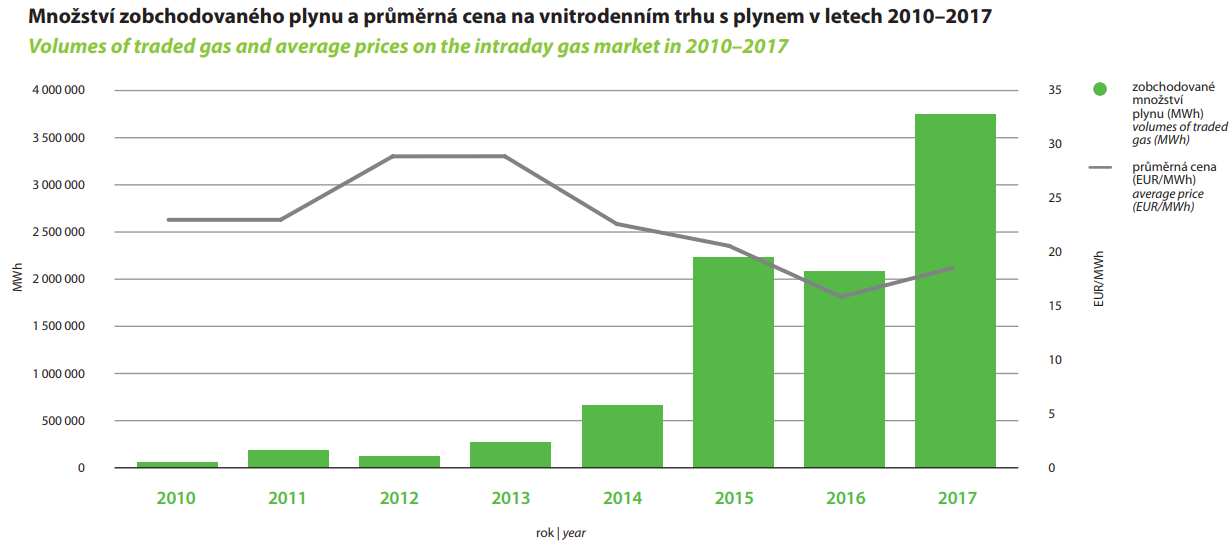 Množství zobchodovaného plynu a průměrná cena na vnitrodenním trhu s plynem v letech 2010–2017
Volumes of traded gas and average prices on the intraday gas market in 2010–2017
4 000 000
3 500 000
3 000 000
2 500 000
2 000 000
1 500 000
1 000 000
500 000
0
MWh
35
30
25
20
15
10
5
0
EUR/MWh
zobchodované
množství
plynu (MWh)
volumes of traded
gas (MWh)
průměrná cena
(EUR/MWh)
average price
(EUR/MWh)
2010 2011 2012 2013 2014 2015 2016 2017
rok | year